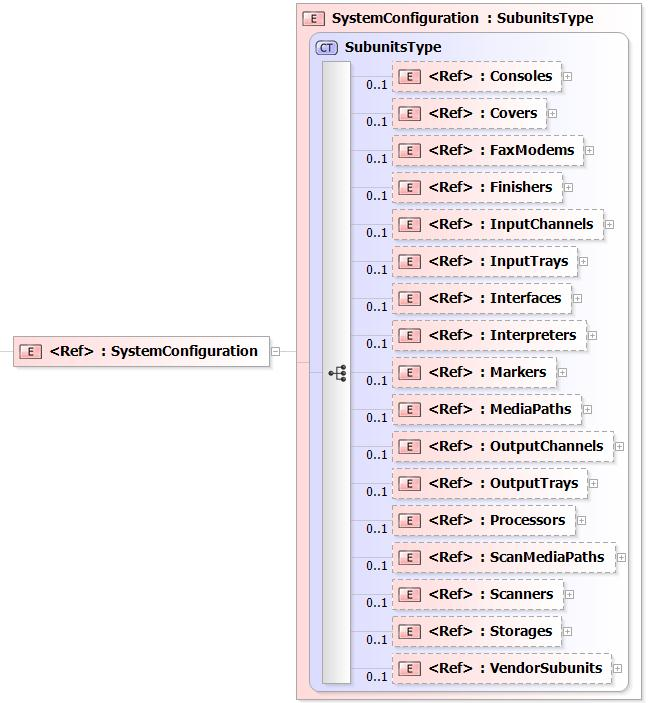 E SystemConfiguration : SubunitsType
CT SubunitsType
E <Ref> : Consoles
0..1
E <Ref> : Covers
0..1
E <Ref> : FaxModems
0..1
E <Ref> : Finishers
0..1
E <Ref> : InputChannels
0..1
E <Ref> : InputTrays
0..1
E <Ref> : Interfaces
0..1
E <Ref> : Interpreters
0..1
E <Ref> : SystemConfiguration
E <Ref> : Markers
0..1
E <Ref> : MediaPaths
0..1
E <Ref> : OutputChannels
0..1
E <Ref> : OutputTrays
0..1
E <Ref> : Processors
0..1
E <Ref> : ScanMediaPaths
0..1
E <Ref> : Scanners
0..1
E <Ref> : Storages
0..1
E <Ref> : VendorSubunits
0..1